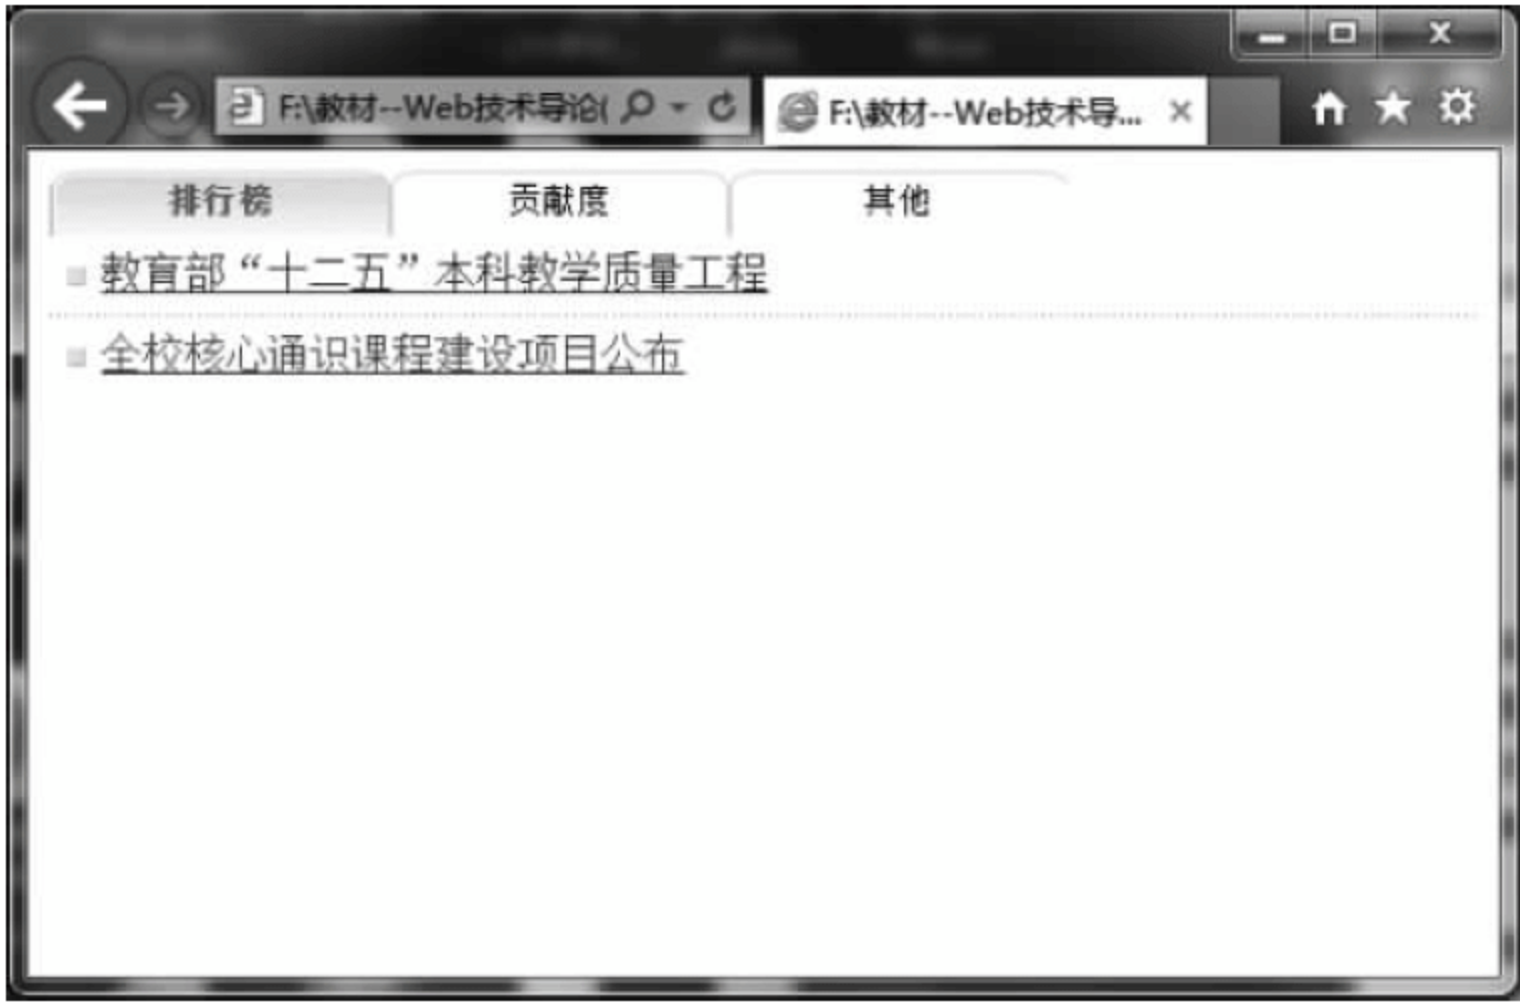 F:\教材--Web技术导论(
F:\教材--Web技术导...
排行榜
贡献度
其他
教育部“十二五”本科教学质量工程
全校核心通识课程建设项目公布